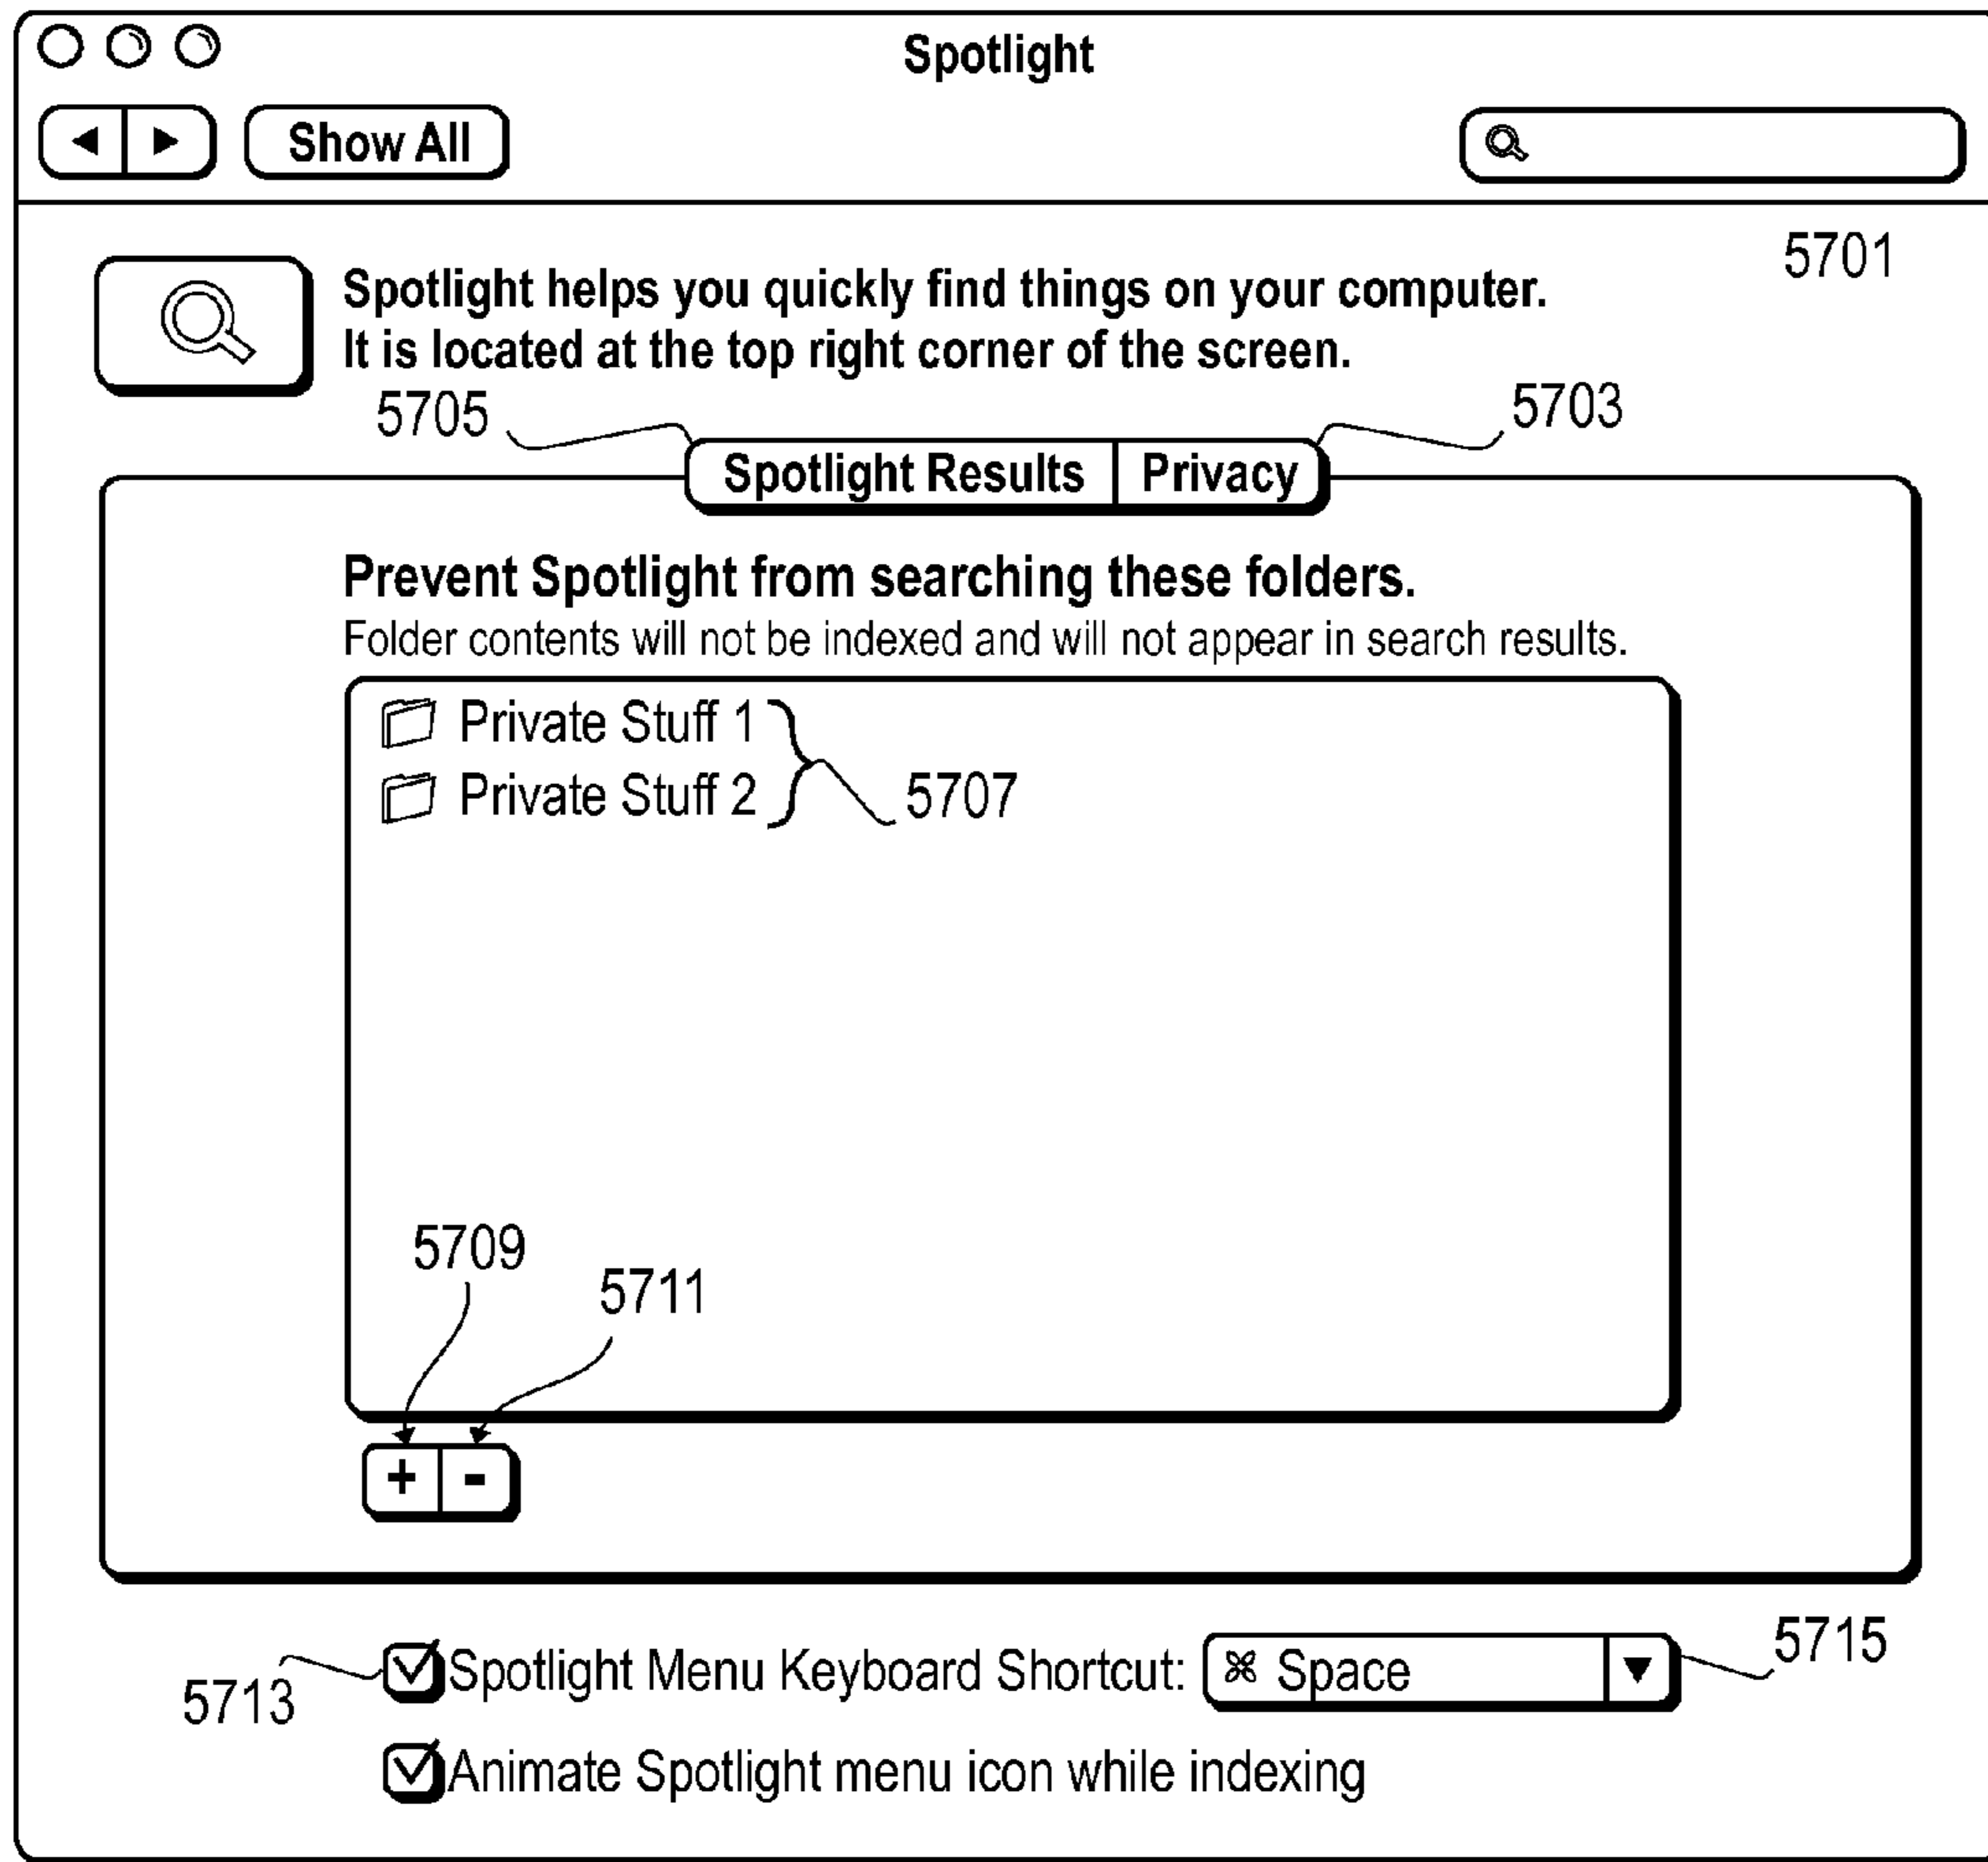 Spotlight
Show All
5701
Spotlight helps you quickly find things on your computer.
It is located at the top right corner of the screen.
5705
5703
Spotlight Results Privacy
Prevent Spotlight from searching these folders.
Folder contents will not be indexed and will not appear in search results.
Private Stuff 1
Private Stuff 2
5707
5709
5711
+ -
5713
Spotlight Menu Keyboard Shortcut: ⌘ Space
5715
Animate Spotlight menu icon while indexing